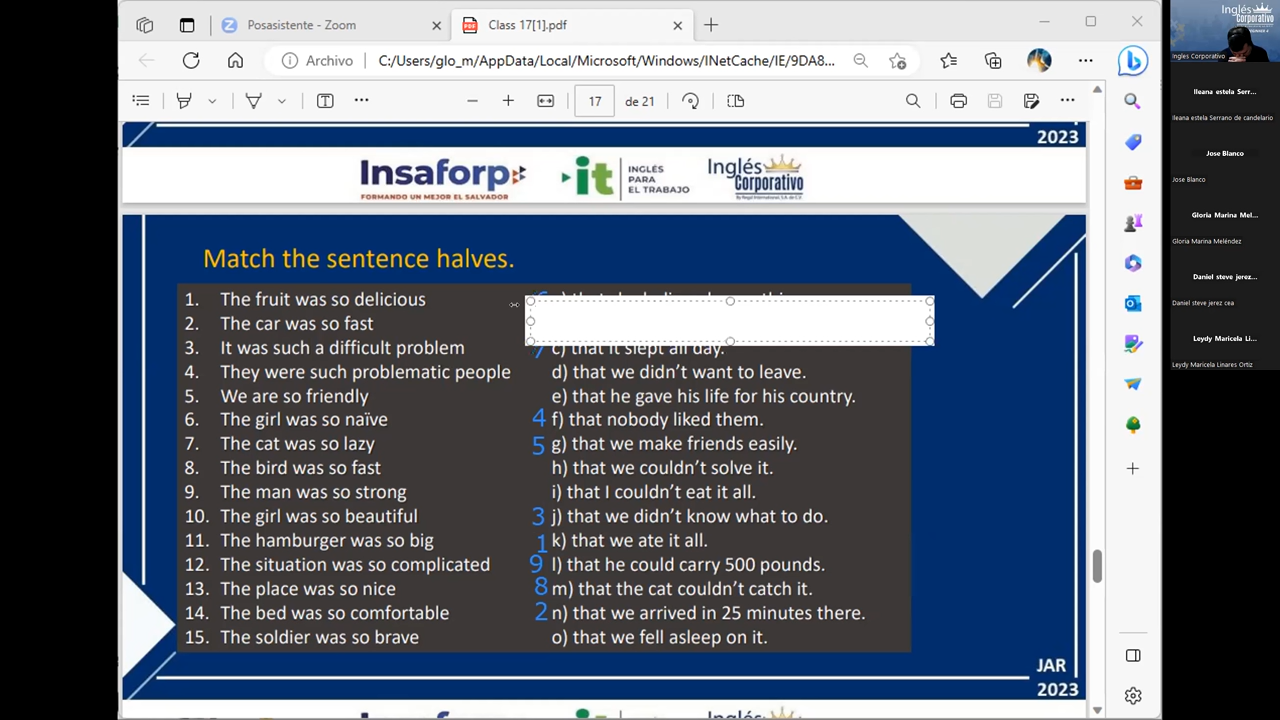 Posasistente - Zoom
Class 17[1].pdf
Archivo
C:/Users/glo_m/AppData/Local/Microsoft/Windows/INetCache/IE/9DA8...
17 de 21
2023
Insaforp
FORMANDO UN MEJOR EL SALVADOR
it
INGLÉS
PARA
EL TRABAJO
Inglés
Corporativo
Match the sentence halves.
1. The fruit was so delicious
2. The car was so fast
3. It was such a difficult problem 7 c) that it slept all day.
4. They were such problematic people d) that we didn't want to leave.
5. We are so friendly e) that he gave his life for his country.
6. The girl was so naïve 4 f) that nobody liked them.
7. The cat was so lazy 5 g) that we make friends easily.
8. The bird was so fast h) that we couldn't solve it.
9. The man was so strong i) that I couldn't eat it all.
10. The girl was so beautiful 3 j) that we didn't know what to do.
11. The hamburger was so big 1 k) that we ate it all.
12. The situation was so complicated 9 l) that he could carry 500 pounds.
13. The place was so nice 8 m) that the cat couldn't catch it.
14. The bed was so comfortable 2 n) that we arrived in 25 minutes there.
15. The soldier was so brave o) that we fell asleep on it.
JAR
2023
Insaforp
Inglés
Inglés
Corporativo
Ingles Corporativo
Ileana estela Serr...
Ileana estela Serrano de candelario
Jose Blanco
Jose Blanco
Gloria Marina Mel...
Gloria Marina Meléndez
Daniel steve jerez...
Daniel steve jerez cea
Leydy Maricela Li...
Leydy Maricela Linares Ortiz